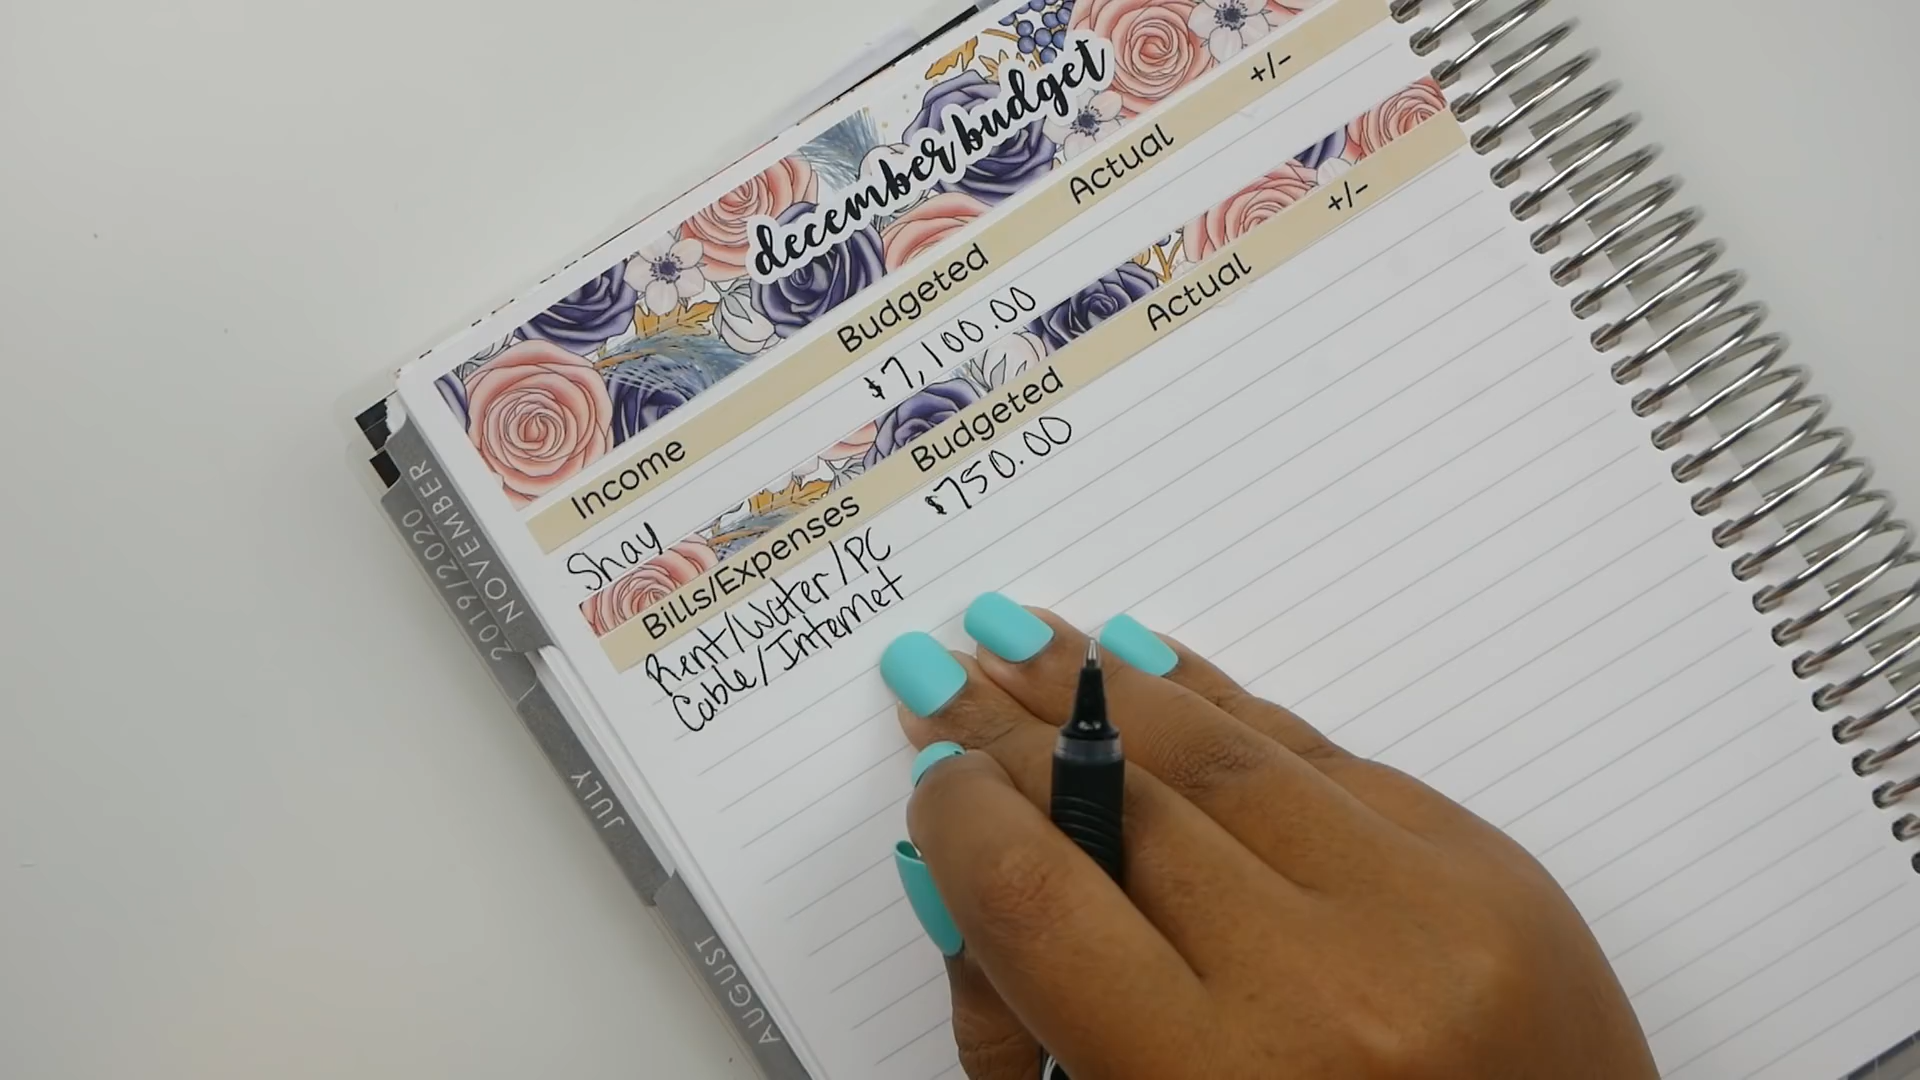 december budget
Income Budgeted Actual +/-
Shay $7,100.00
Bills/Expenses Budgeted Actual +/-
Rent/Water/PC $750.00
Cable/Internet
2019/2020
NOVEMBER
JULY
AUGUST